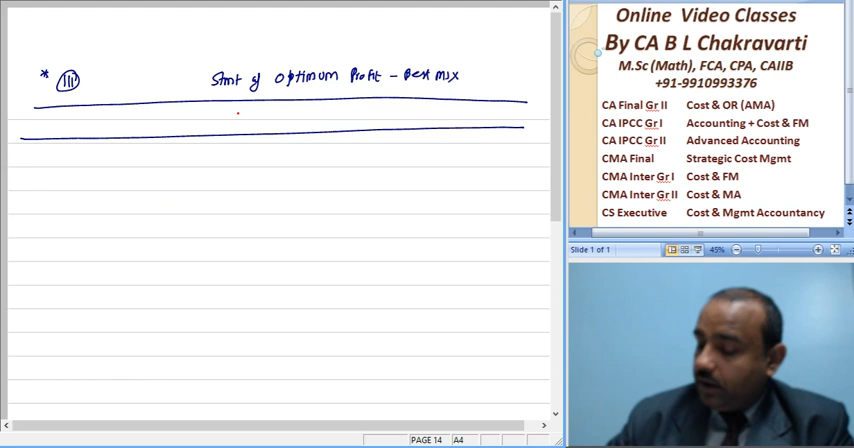 * III Stmt of Optimum Profit - Best Mix
PAGE 14 A4
Online Video Classes
By CA B L Chakravarti
M.Sc (Math), FCA, CPA, CAIIB
+91-9910993376
CA Final Gr II Cost & OR (AMA)
CA IPCC Gr I Accounting + Cost & FM
CA IPCC Gr II Advanced Accounting
CMA Final Strategic Cost Mgmt
CMA Inter Gr I Cost & FM
CMA Inter Gr II Cost & MA
CS Executive Cost & Mgmt Accountancy
Slide 1 of 1 45%